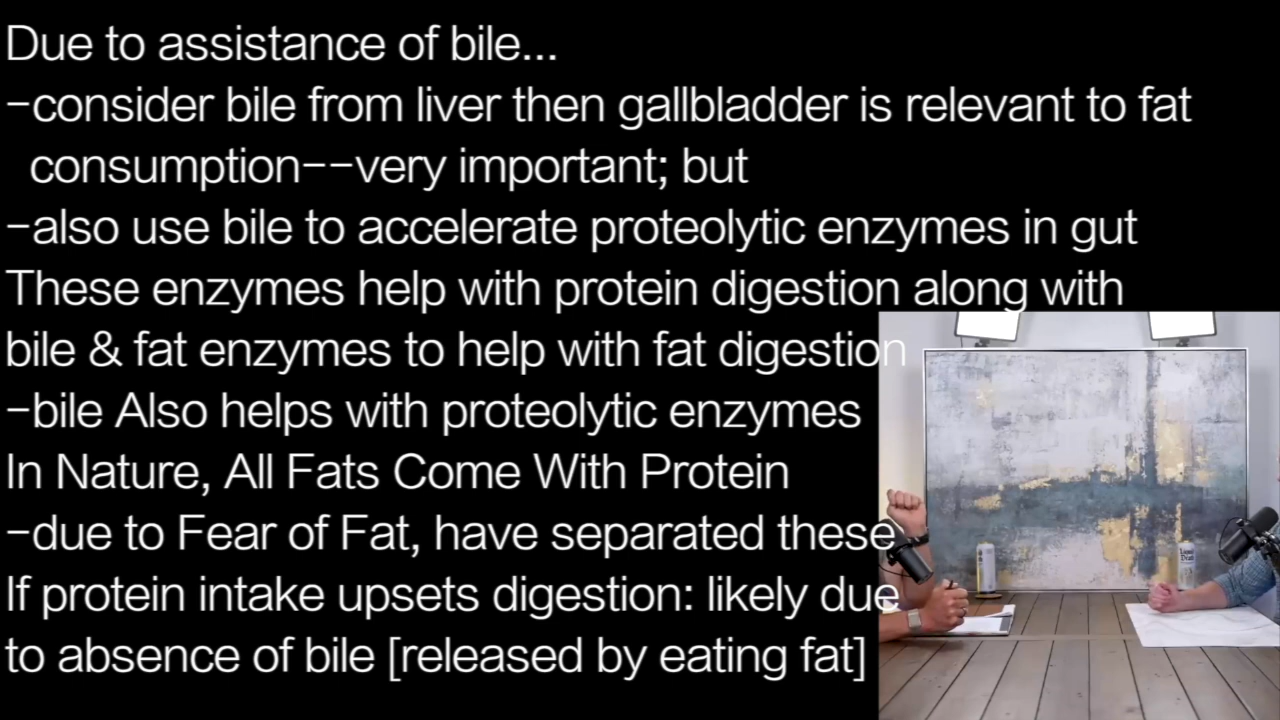 Due to assistance of bile...
-consider bile from liver then gallbladder is relevant to fat
consumption--very important; but
-also use bile to accelerate proteolytic enzymes in gut
These enzymes help with protein digestion along with
bile & fat enzymes to help with fat digestion
-bile Also helps with proteolytic enzymes
In Nature, All Fats Come With Protein
-due to Fear of Fat, have separated these
If protein intake upsets digestion: likely due
to absence of bile [released by eating fat]